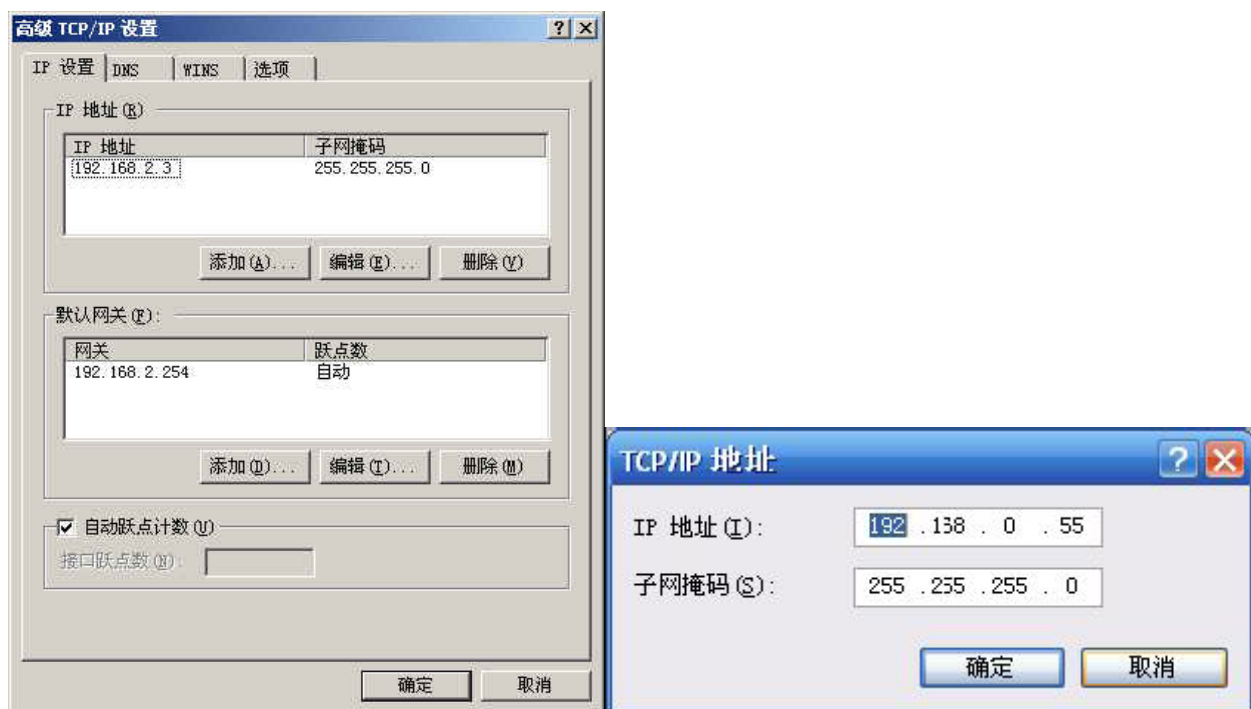 高级 TCP/IP 设置
IP 设置 DNS WINS 选项
IP 地址(R)
IP 地址 子网掩码
192.168.2.3 255.255.255.0
添加(A)... 编辑(E)... 删除(V)
默认网关(F):
网关 跃点数
192.168.2.254 自动
添加(D)... 编辑(T)... 删除(M)
自动跃点计数(U)
接口跃点数(N):
确定 取消
TCP/IP 地址
IP 地址(I): 192 .168 . 0 . 55
子网掩码(S): 255 .255 .255 . 0
确定 取消